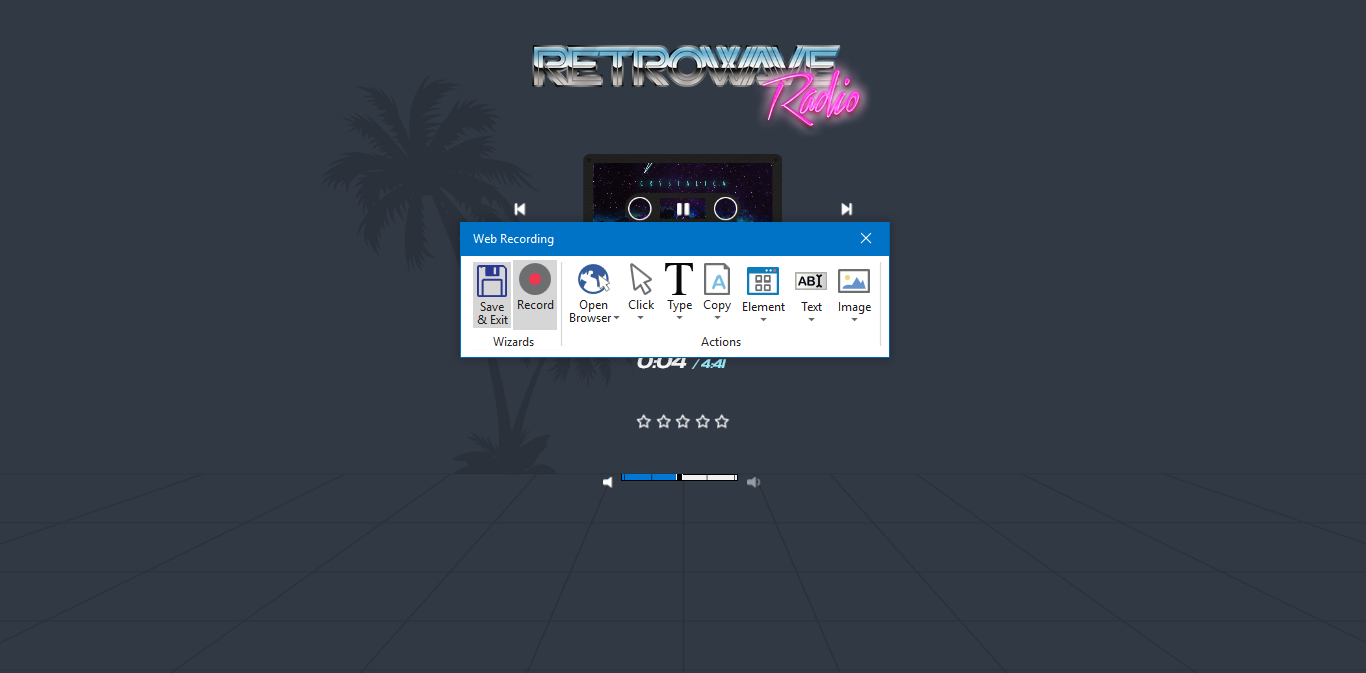 RETROWAVE
Radio
CRYSTALICA
Web Recording
Save
& Exit
Record
Open
Browser
Click
Type
Copy
Element
Text
Image
Wizards
Actions
0:04 / 4:41